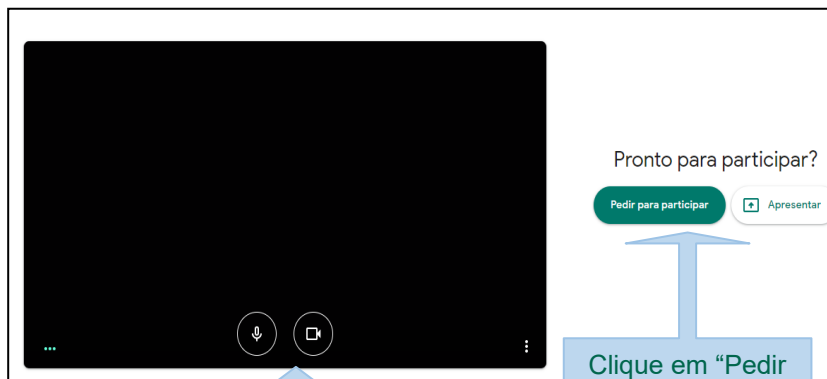 Pronto para participar?
Pedir para participar
Apresentar
Clique em “Pedir